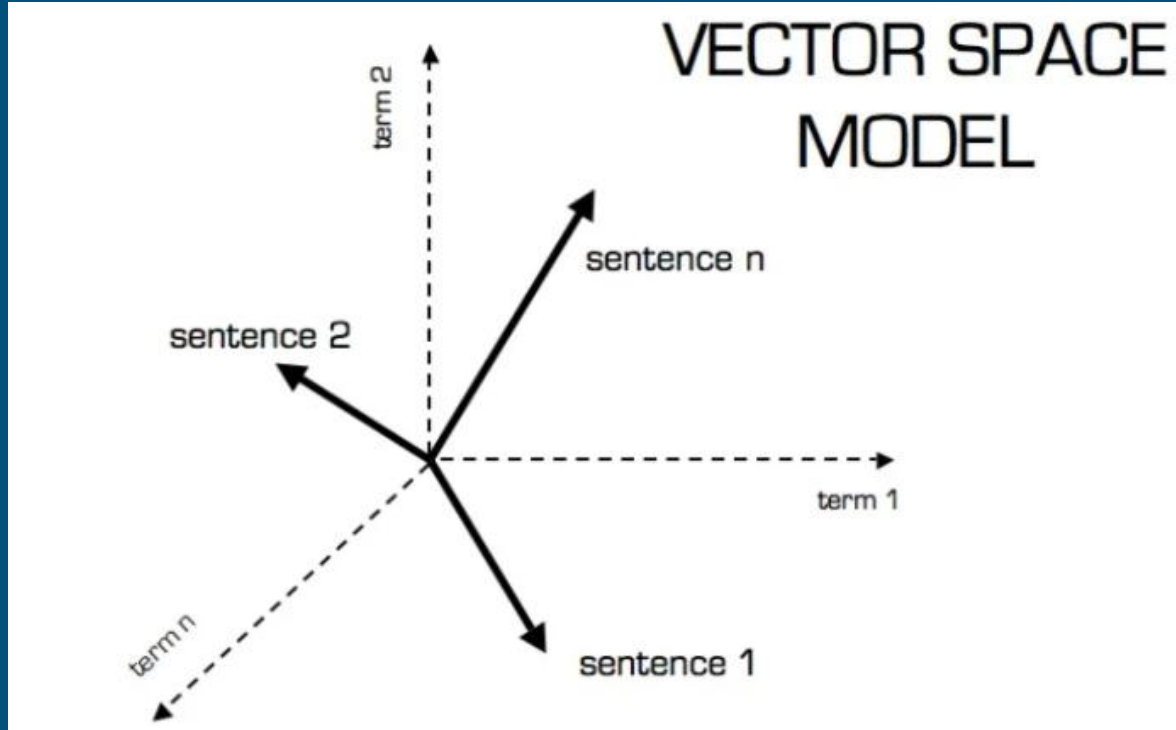 VECTOR SPACE
MODEL
term 2
sentence n
sentence 2
term 1
term n
sentence 1